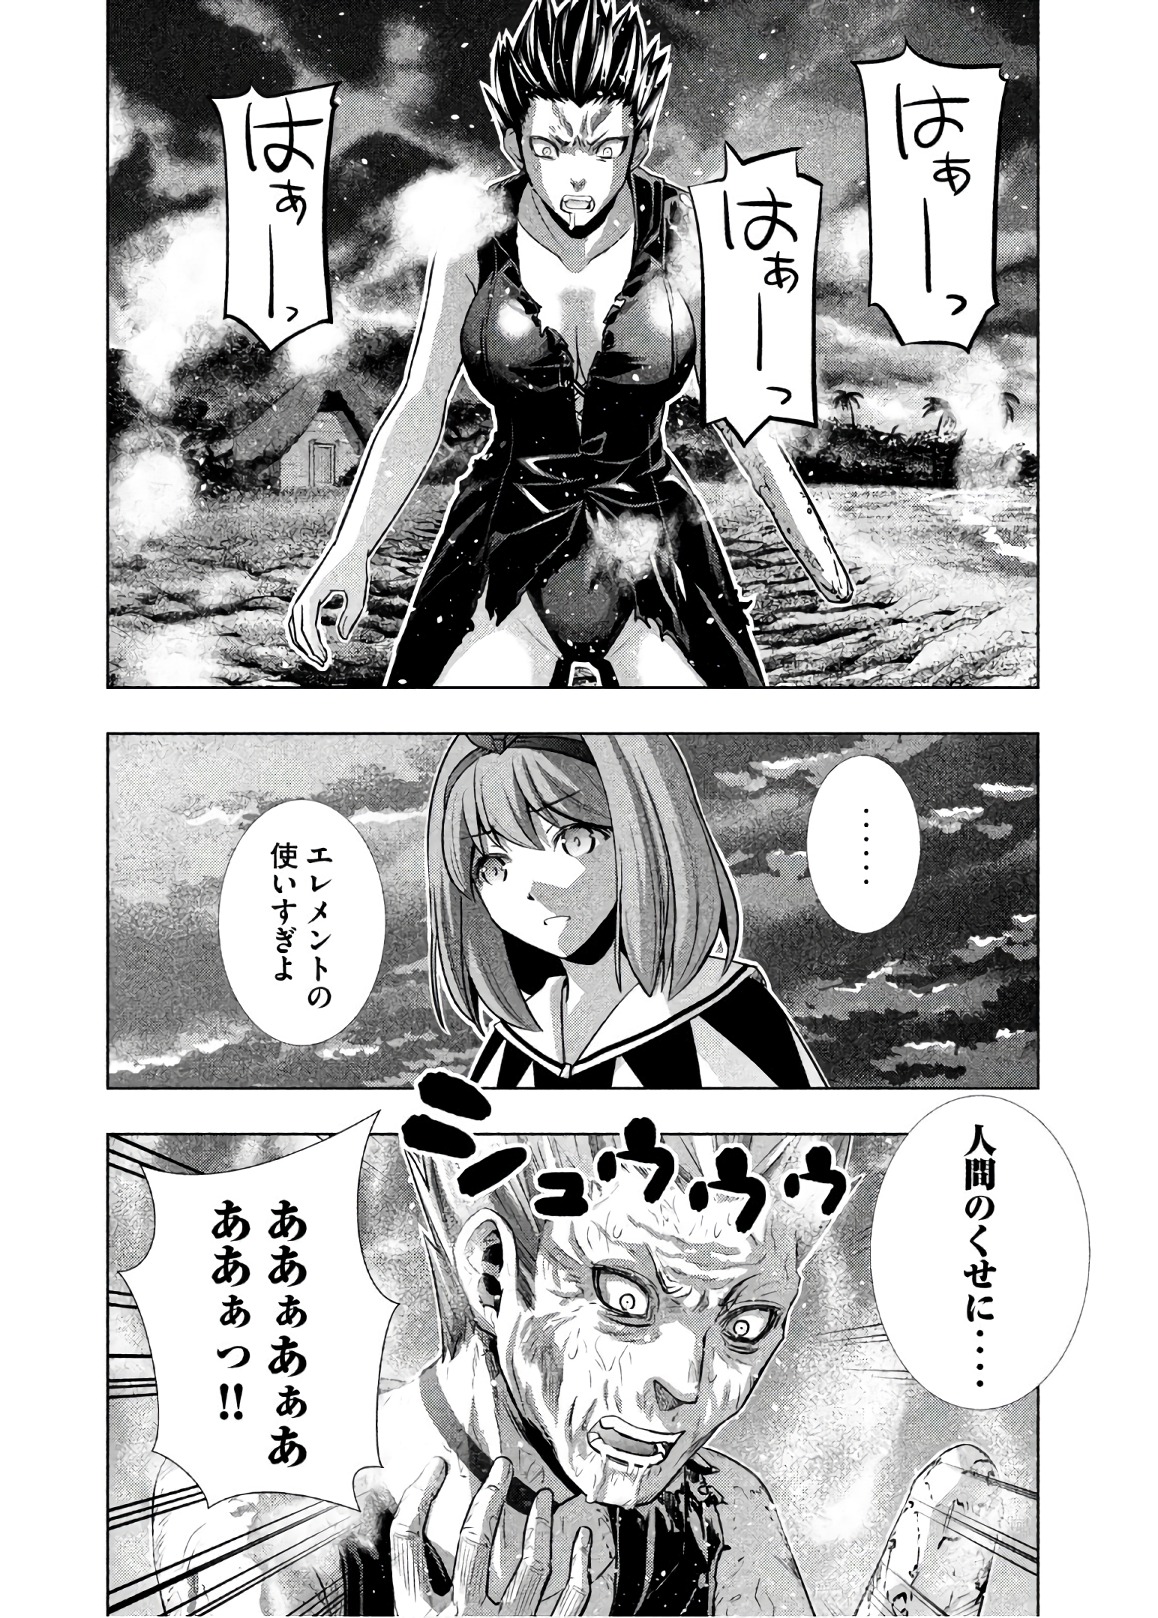 はぁーっ
はぁーっ
はぁーっ
・・・・・・
エレメントの
使いすぎよ
人間のくせに・・・・・
シュウウウウ
ああぁぁあぁぁあ
ああぁっ!!